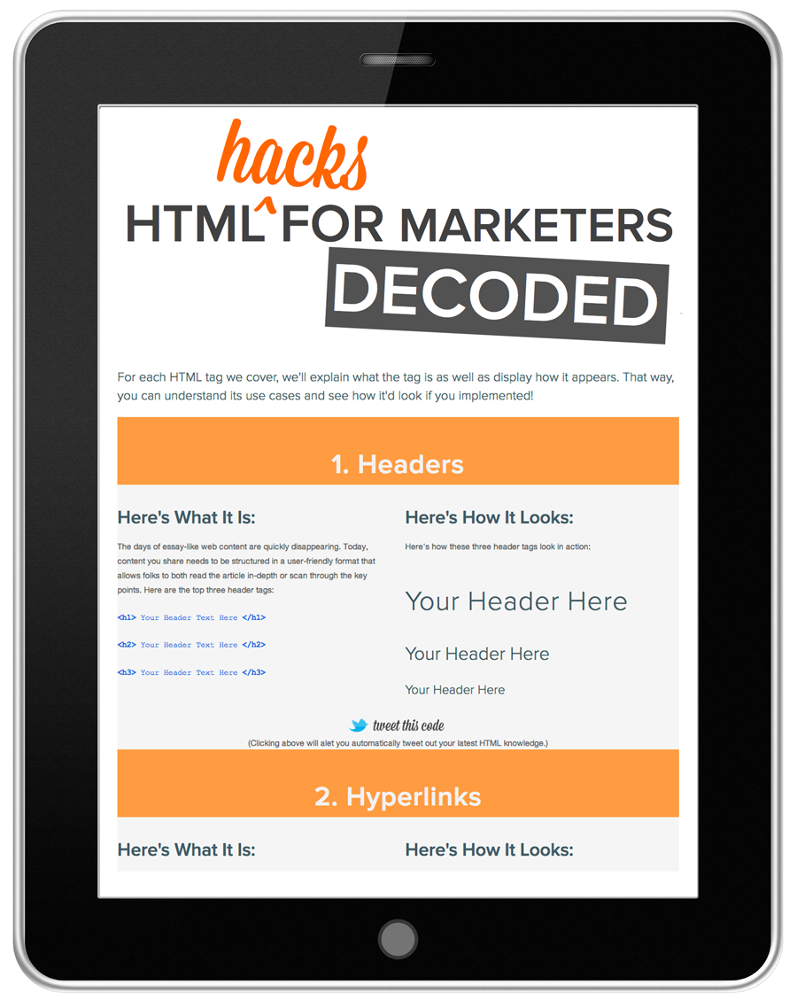 hacks
HTML ^ FOR MARKETERS
DECODED
For each HTML tag we cover, we'll explain what the tag is as well as display how it appears. That way,
you can understand its use cases and see how it'd look if you implemented!
1. Headers
Here's What It Is:
The days of essay-like web content are quickly disappearing. Today,
content you share needs to be structured in a user-friendly format that
allows folks to both read the article in-depth or scan through the key
points. Here are the top three header tags:
<h1> Your Header Text Here </h1>
<h2> Your Header Text Here </h2>
<h3> Your Header Text Here </h3>
Here's How It Looks:
Here's how these three header tags look in action:
Your Header Here
Your Header Here
Your Header Here
tweet this code
(Clicking above will alet you automatically tweet out your latest HTML knowledge.)
2. Hyperlinks
Here's What It Is:
Here's How It Looks: